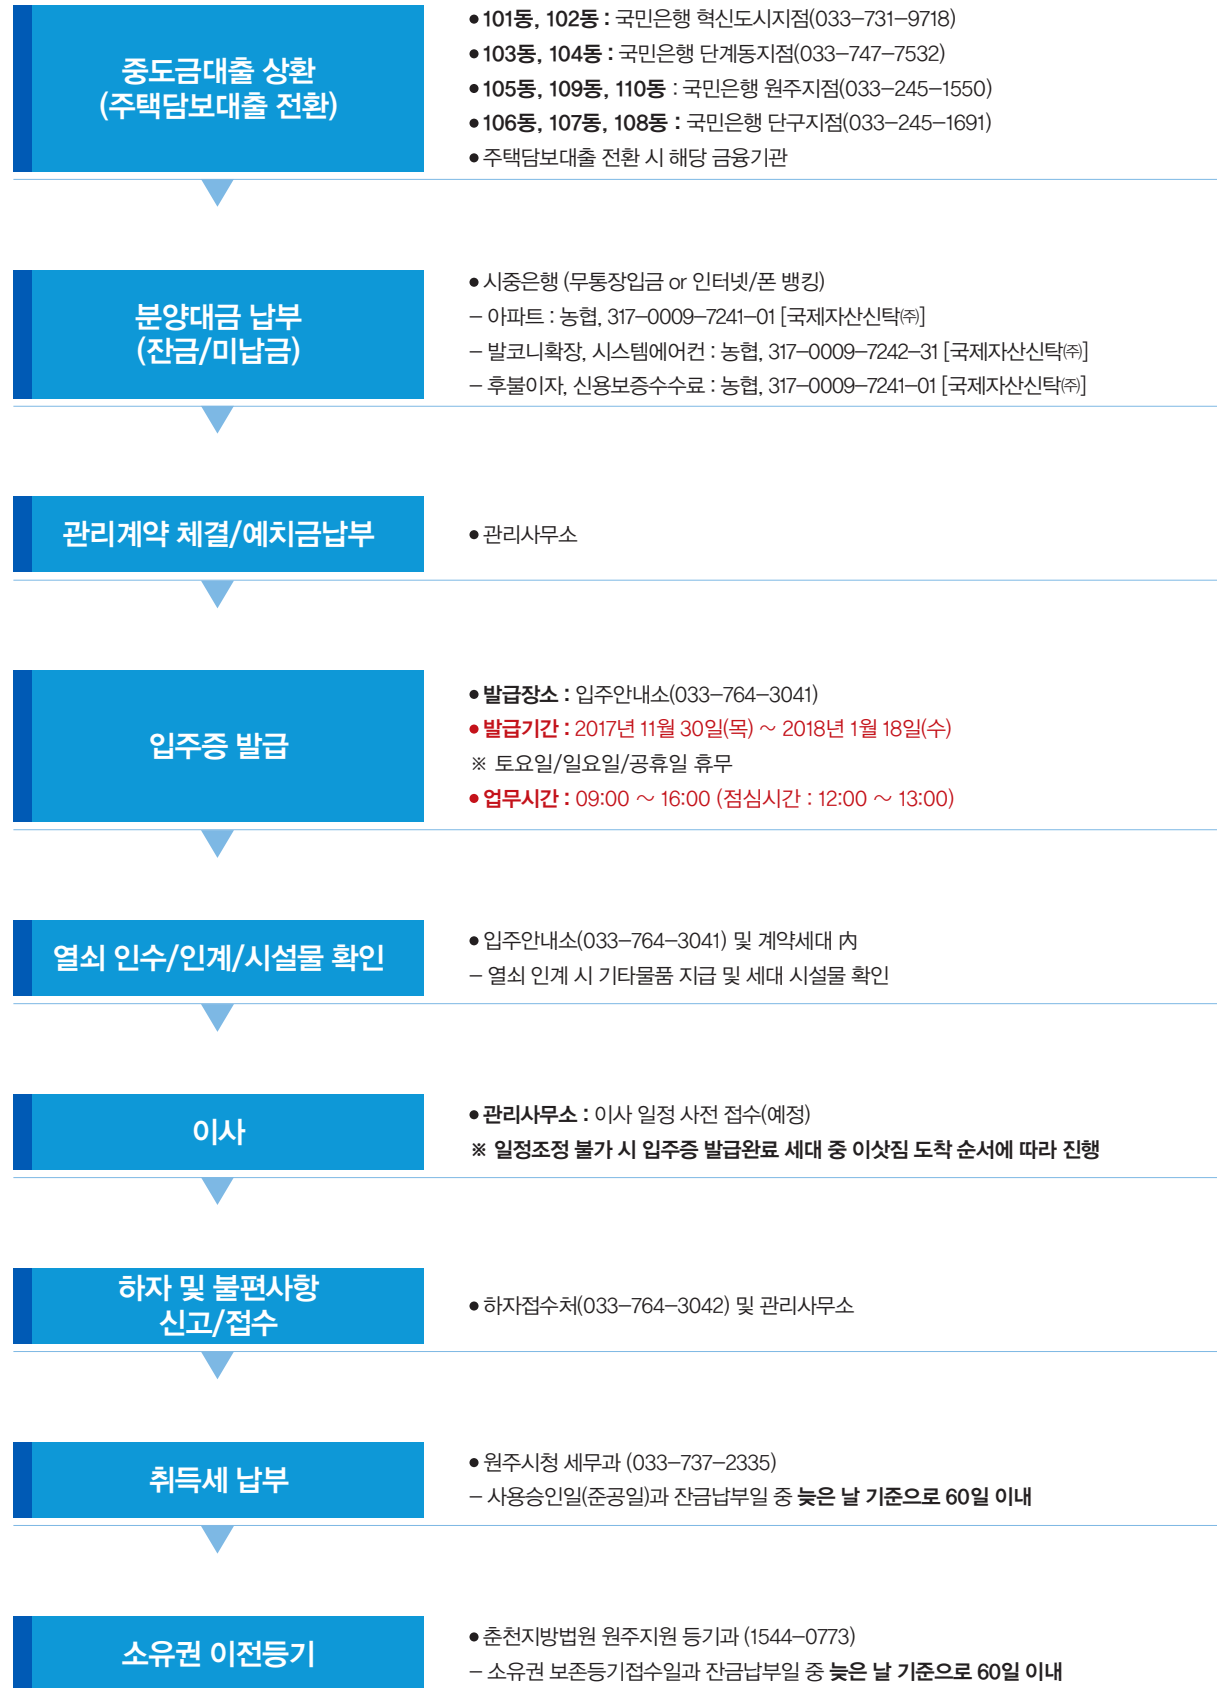 중도금대출 상환
(주택담보대출 전환)
● 101동, 102동 : 국민은행 혁신도시지점(033-731-9718)
● 103동, 104동 : 국민은행 단계동지점(033-747-7532)
● 105동, 109동, 110동 : 국민은행 원주지점(033-245-1550)
● 106동, 107동, 108동 : 국민은행 단구지점(033-245-1691)
● 주택담보대출 전환 시 해당 금융기관
분양대금 납부
(잔금/미납금)
● 시중은행 (무통장입금 or 인터넷/폰 뱅킹)
- 아파트 : 농협, 317-0009-7241-01 [국제자산신탁㈜]
- 발코니확장, 시스템에어컨 : 농협, 317-0009-7242-31 [국제자산신탁㈜]
- 후불이자, 신용보증수수료 : 농협, 317-0009-7241-01 [국제자산신탁㈜]
관리계약 체결/예치금납부
● 관리사무소
입주증 발급
● 발급장소 : 입주안내소(033-764-3041)
● 발급기간 : 2017년 11월 30일(목) ~ 2018년 1월 18일(수)
※ 토요일/일요일/공휴일 휴무
● 업무시간 : 09:00 ~ 16:00 (점심시간 : 12:00 ~ 13:00)
열쇠 인수/인계/시설물 확인
● 입주안내소(033-764-3041) 및 계약세대 內
- 열쇠 인계 시 기타물품 지급 및 세대 시설물 확인
이사
● 관리사무소 : 이사 일정 사전 접수(예정)
※ 일정조정 불가 시 입주증 발급완료 세대 중 이삿짐 도착 순서에 따라 진행
하자 및 불편사항
신고/접수
● 하자접수처(033-764-3042) 및 관리사무소
취득세 납부
● 원주시청 세무과 (033-737-2335)
- 사용승인일(준공일)과 잔금납부일 중 늦은 날 기준으로 60일 이내
소유권 이전등기
● 춘천지방법원 원주지원 등기과 (1544-0773)
- 소유권 보존등기접수일과 잔금납부일 중 늦은 날 기준으로 60일 이내